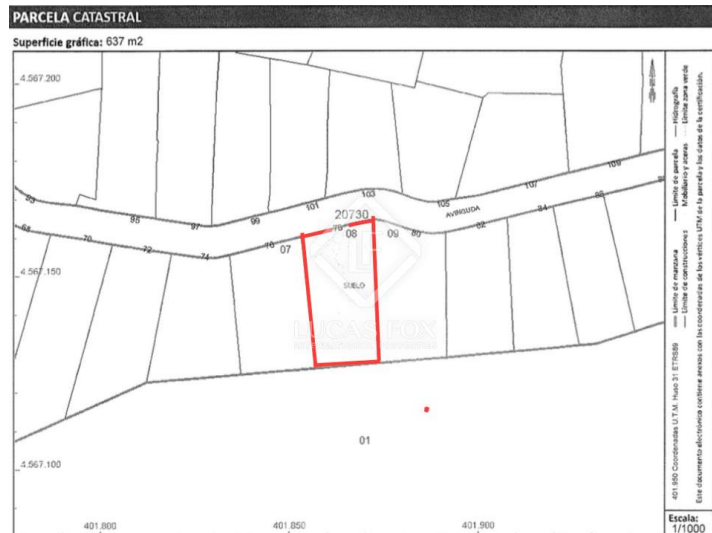 PARCELA CATASTRAL
Superficie gráfica: 637 m2
4.567.200
4.567.150
4.567.100
401.800
401.850
401.900
93
95
97
99
101
103
105
107
109
68
70
72
74
76
78
80
82
84
86
20730
07
08
09
01
AVINGUDA
SUELO
LUCAS FOX
401.950 Coordenadas U.T.M. Huso 31 ETRS89
Límite de manzana
Límite de parcela
Hidrografía
Límite de construcciones
Mobiliario y aceras
Límite zona verde
Este documento electrónico contiene anexos con las coordenadas de los vértices UTM de la parcela y los datos de la certificación.
Escala:
1/1000